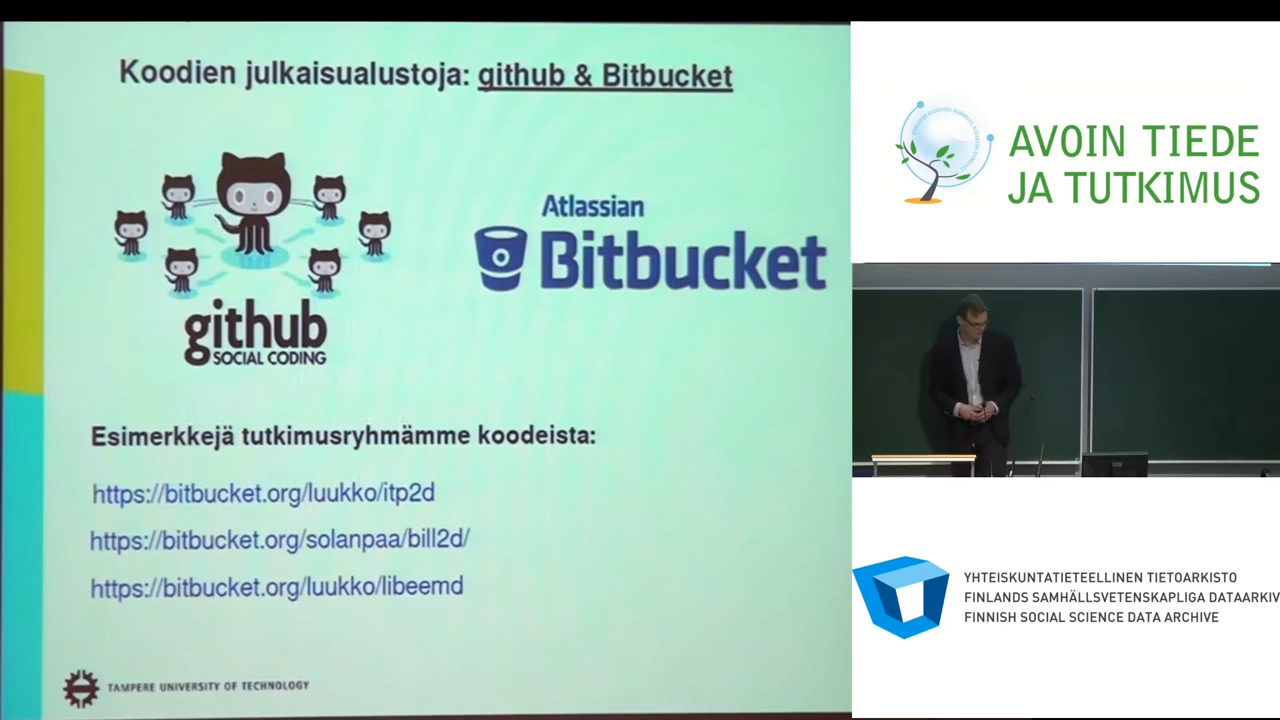 Koodien julkaisualustoja: github & Bitbucket
github
SOCIAL CODING
Atlassian
Bitbucket
Esimerkkejä tutkimusryhmämme koodeista:
https://bitbucket.org/luukko/itp2d
https://bitbucket.org/solanpaa/bill2d/
https://bitbucket.org/luukko/libeemd
TAMPERE UNIVERSITY OF TECHNOLOGY
AVOIN TIEDE
JA TUTKIMUS
YHTEISKUNTATIETEELLINEN TIETOARKISTO
FINLANDS SAMHÄLLSVETENSKAPLIGA DATAARKIV
FINNISH SOCIAL SCIENCE DATA ARCHIVE